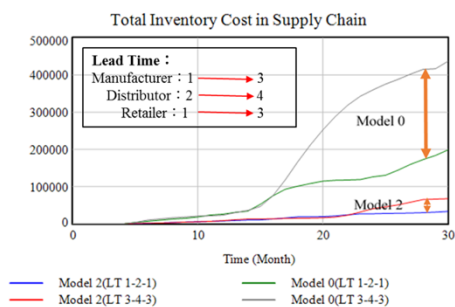 Total Inventory Cost in Supply Chain
500000
400000
300000
200000
100000
0
Lead Time：
Manufacturer：1 3
Distributor：2 4
Retailer：1 3
Model 0
Model 2
0 10 20 30
Time (Month)
Model 2(LT 1-2-1) Model 0(LT 1-2-1)
Model 2(LT 3-4-3) Model 0(LT 3-4-3)